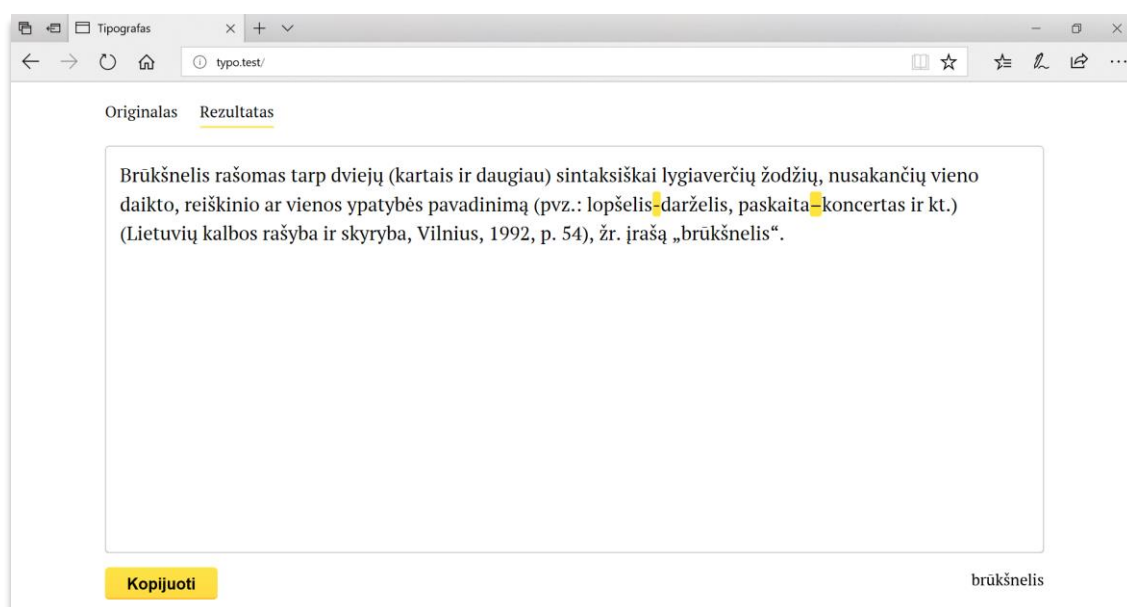 Tipografas
typo.test/
Originalas Rezultatas
Brūkšnelis rašomas tarp dviejų (kartais ir daugiau) sintaksiškai lygiaverčių žodžių, nusakančių vieno
daikto, reiškinio ar vienos ypatybės pavadinimą (pvz.: lopšelis-darželis, paskaita–koncertas ir kt.)
(Lietuvių kalbos rašyba ir skyryba, Vilnius, 1992, p. 54), žr. įrašą „brūkšnelis“.
Kopijuoti
brūkšnelis